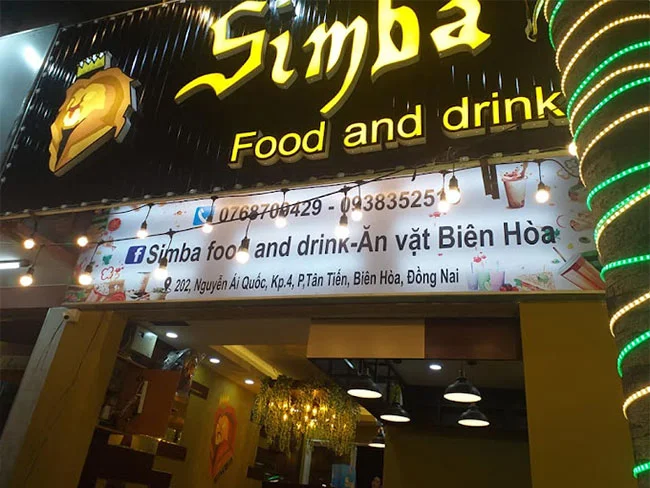 Simba
Food and drink
0768700429 - 093835251
Simba food and drink-Ăn vặt Biên Hòa
202, Nguyễn Ái Quốc, Kp.4, P,Tân Tiến, Biên Hòa, Đồng Nai